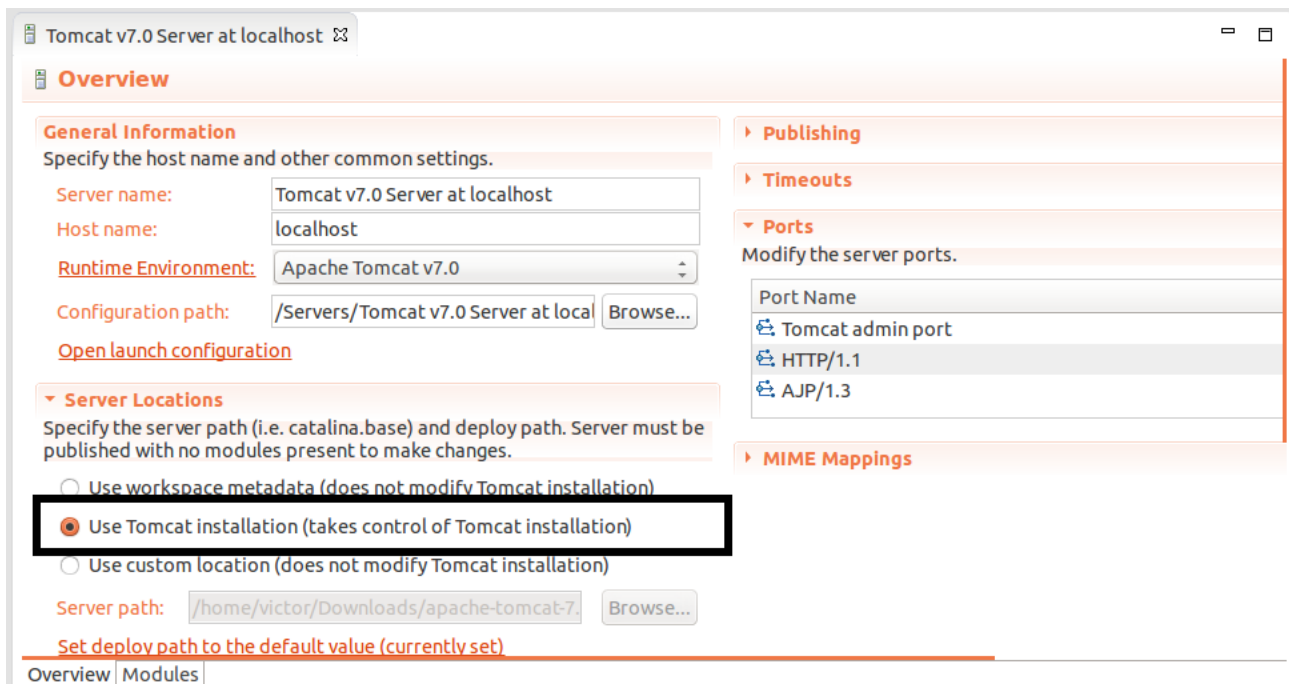 Tomcat v7.0 Server at localhost
Overview
General Information
Specify the host name and other common settings.
Server name: Tomcat v7.0 Server at localhost
Host name: localhost
Runtime Environment: Apache Tomcat v7.0
Configuration path: /Servers/Tomcat v7.0 Server at local Browse...
Open launch configuration
Server Locations
Specify the server path (i.e. catalina.base) and deploy path. Server must be
published with no modules present to make changes.
Use workspace metadata (does not modify Tomcat installation)
Use Tomcat installation (takes control of Tomcat installation)
Use custom location (does not modify Tomcat installation)
Server path: /home/victor/Downloads/apache-tomcat-7. Browse...
Set deploy path to the default value (currently set)
Publishing
Timeouts
Ports
Modify the server ports.
Port Name
Tomcat admin port
HTTP/1.1
AJP/1.3
MIME Mappings
Overview Modules